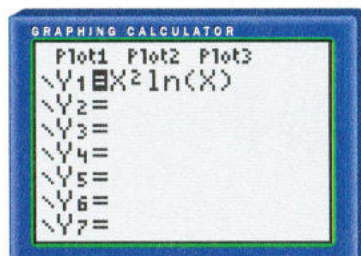 GRAPHING CALCULATOR
Plot1 Plot2 Plot3
\Y1=X²ln(X)
\Y2=
\Y3=
\Y4=
\Y5=
\Y6=
\Y7=